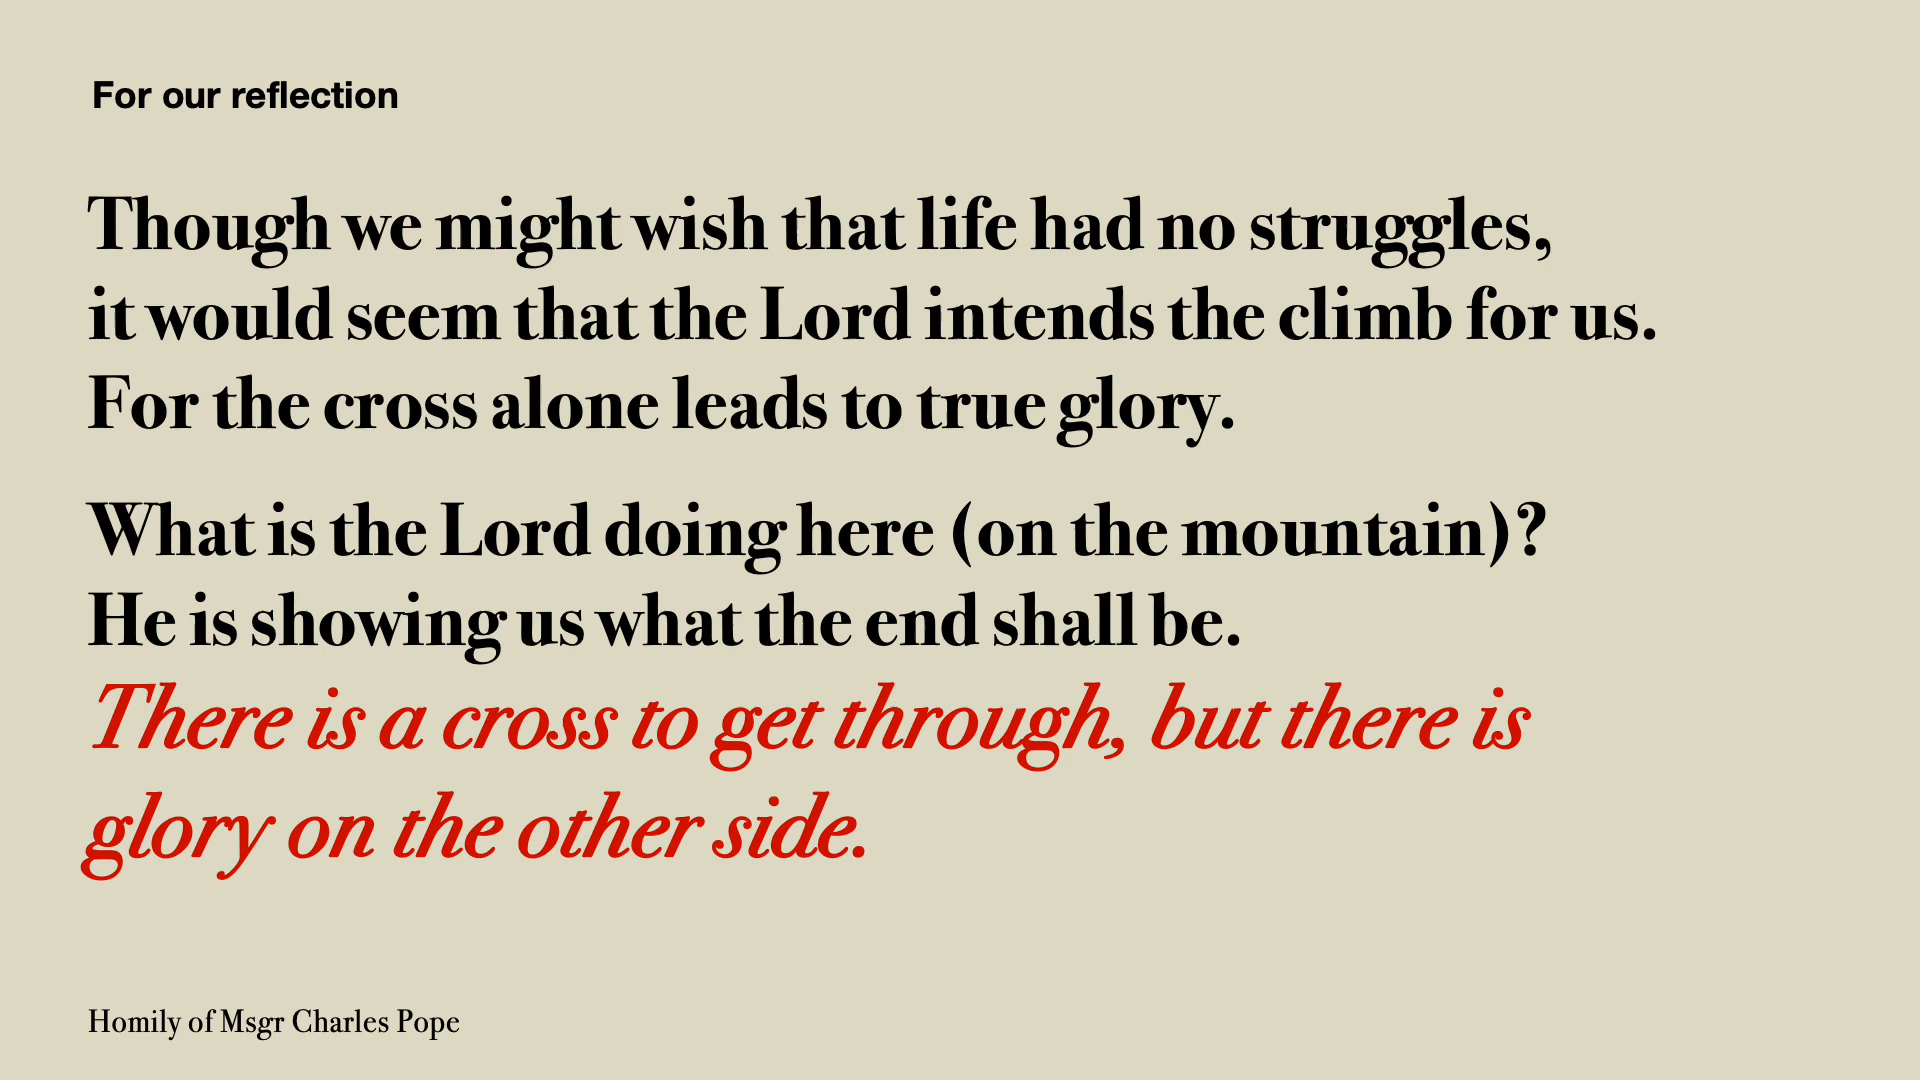 For our reflection
Though we might wish that life had no struggles,
it would seem that the Lord intends the climb for us.
For the cross alone leads to true glory.
What is the Lord doing here (on the mountain)?
He is showing us what the end shall be.
There is a cross to get through, but there is
glory on the other side.
Homily of Msgr Charles Pope